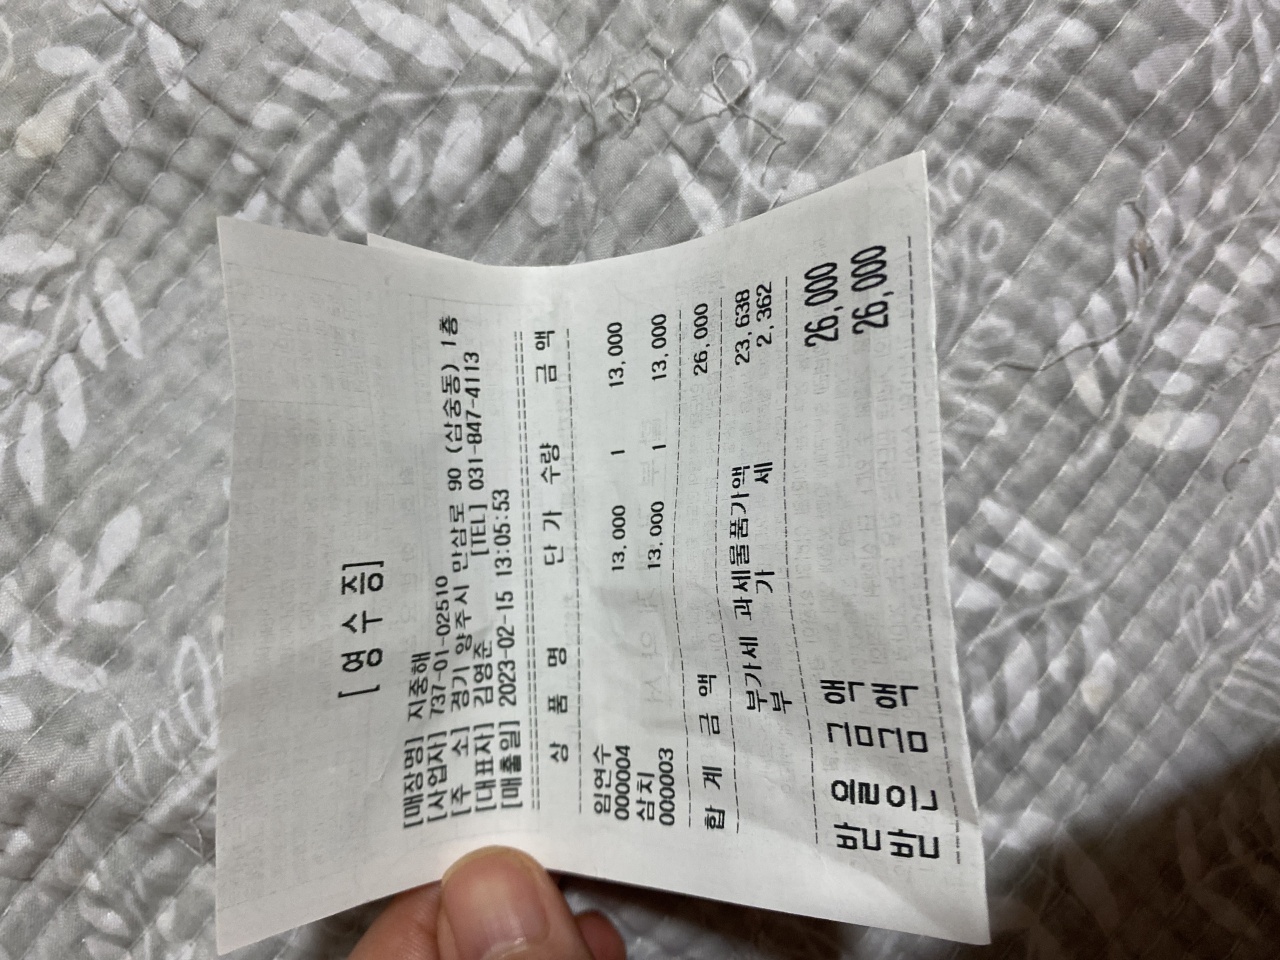 [영수증]
[매장명] 지중해
[사업자] 737-01-02510
[주 소] 경기 양주시 만삼로 90 (삼숭동) 1층
[대표자] 김영준 [TEL] 031-847-4113
[매출일] 2023-02-15 13:05:53
상 품 명 단 가 수량 금 액
임연수
000004 13,000 1 13,000
삼치
000003 13,000 1 13,000
합 계 금 액 26,000
부가세 과세물품가액 23,638
부 가 세 2,362
받을금액 26,000
받은금액 26,000